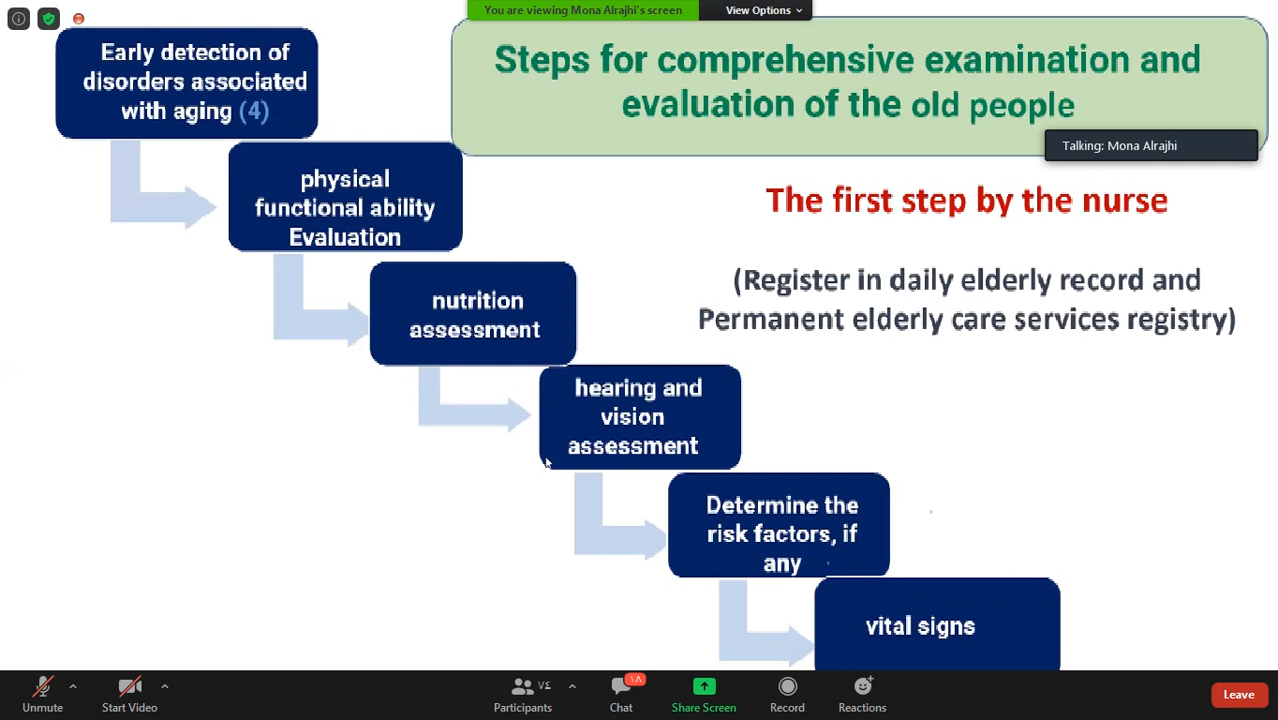 You are viewing Mona Alrajhi's screen
View Options
Early detection of
disorders associated
with aging (4)
Steps for comprehensive examination and
evaluation of the old people
Talking: Mona Alrajhi
physical
functional ability
Evaluation
The first step by the nurse
(Register in daily elderly record and
Permanent elderly care services registry)
nutrition
assessment
hearing and
vision
assessment
Determine the
risk factors, if
any
vital signs
Unmute
Start Video
٧٤
Participants
١٨
Chat
Share Screen
Record
Reactions
Leave